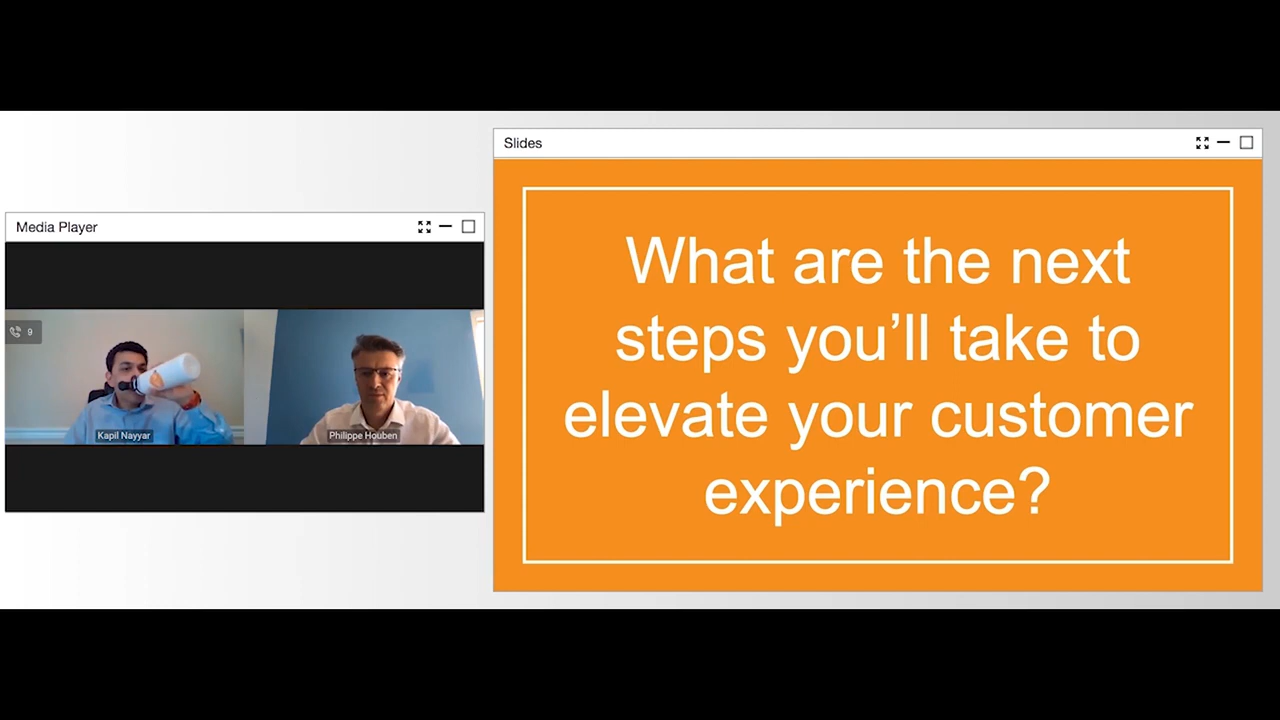 Media Player
9
Kapil Nayyar
Philippe Houben
Slides
What are the next
steps you’ll take to
elevate your customer
experience?